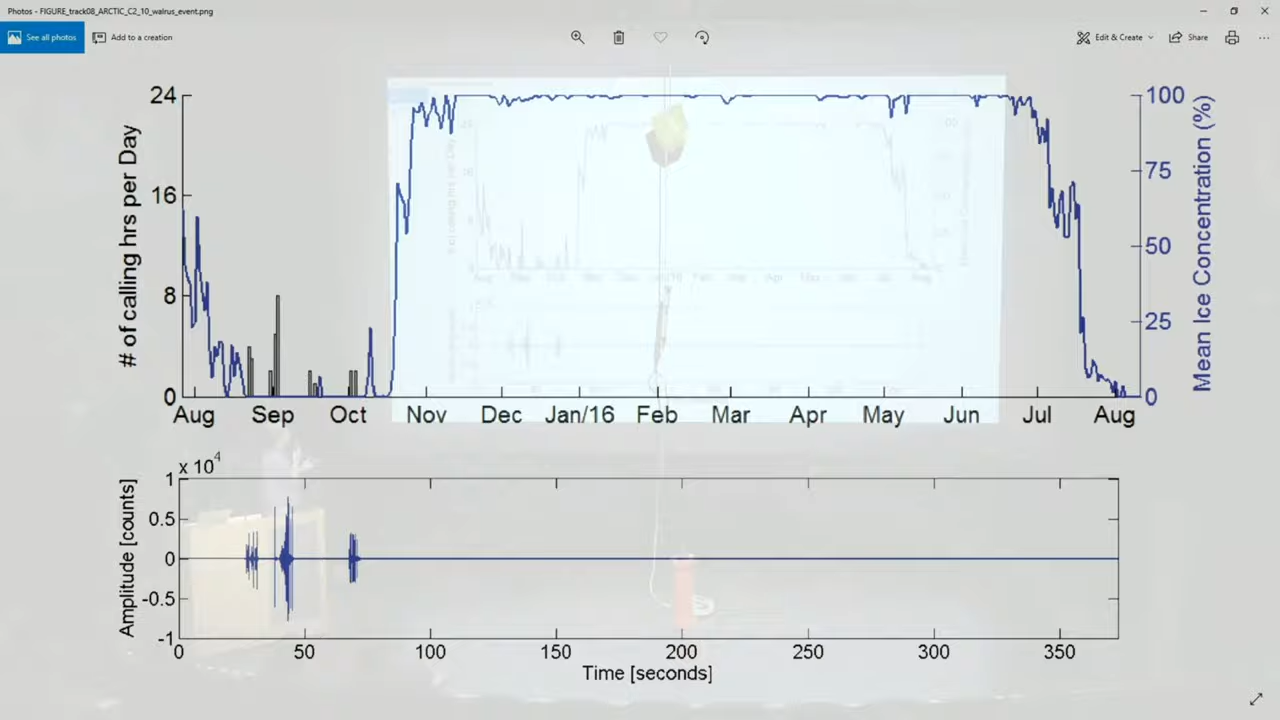 Photos - FIGURE_track08_ARCTIC_C2_10_walrus_event.png
See all photos
Add to a creation
Edit & Create
Share
24
16
8
0
# of calling hrs per Day
100
75
50
25
0
Mean Ice Concentration (%)
Aug Sep Oct Nov Dec Jan/16 Feb Mar Apr May Jun Jul Aug
x 10^4
1
0.5
0
-0.5
-1
Amplitude [counts]
0 50 100 150 200 250 300 350
Time [seconds]